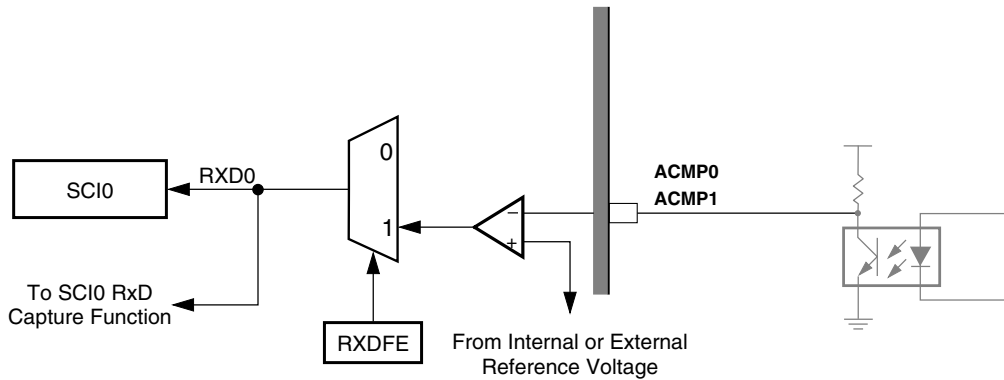 ACMP0
ACMP1
0
1
RXD0
SCI0
−
+
To SCI0 RxD
Capture Function
RXDFE
From Internal or External
Reference Voltage